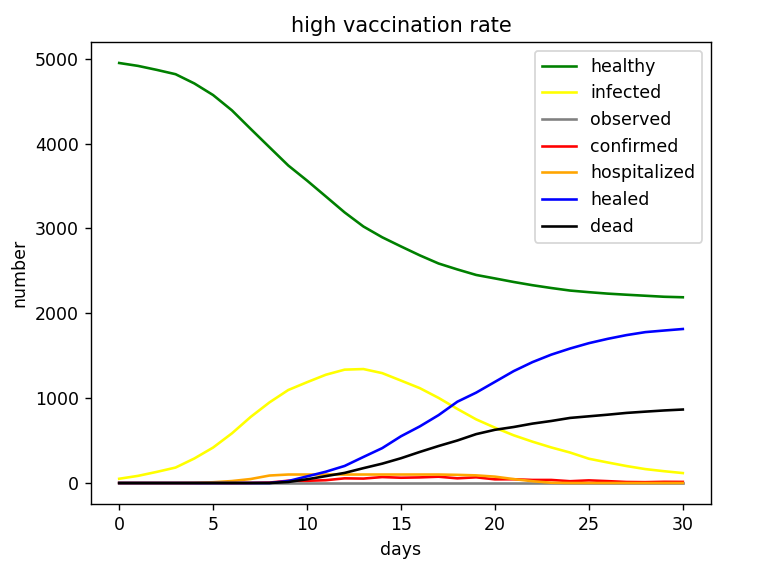 high vaccination rate
healthy
infected
observed
confirmed
hospitalized
healed
dead
number
5000
4000
3000
2000
1000
0
0 5 10 15 20 25 30
days